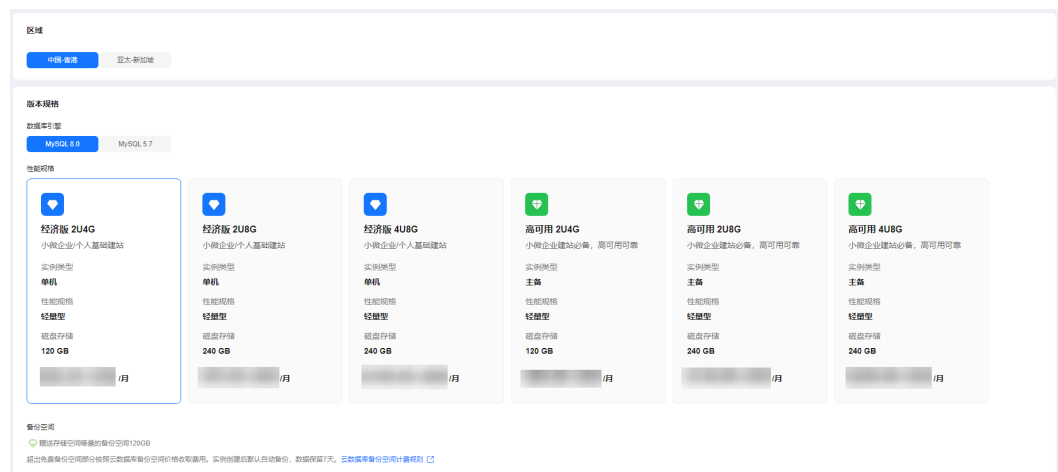 区域
中国-香港 亚太-新加坡
版本规格
数据库引擎
MySQL 8.0 MySQL 5.7
性能规格
经济版 2U4G 经济版 2U8G 经济版 4U8G 高可用 2U4G 高可用 2U8G 高可用 4U8G
小微企业/个人基础建站 小微企业/个人基础建站 小微企业/个人基础建站 小微企业建站必备，高可用可靠 小微企业建站必备，高可用可靠 小微企业建站必备，高可用可靠
实例类型 实例类型 实例类型 实例类型 实例类型 实例类型
单机 单机 单机 主备 主备 主备
性能规格 性能规格 性能规格 性能规格 性能规格 性能规格
轻量型 轻量型 轻量型 轻量型 轻量型 轻量型
磁盘存储 磁盘存储 磁盘存储 磁盘存储 磁盘存储 磁盘存储
120 GB 240 GB 240 GB 120 GB 240 GB 240 GB
/月 /月 /月 /月 /月 /月
备份空间
赠送存储空间等量的备份空间120GB
超出免费备份空间部分按照云数据库备份空间价格收取费用。实例创建后默认自动备份，数据保留7天。云数据库备份空间计费规则